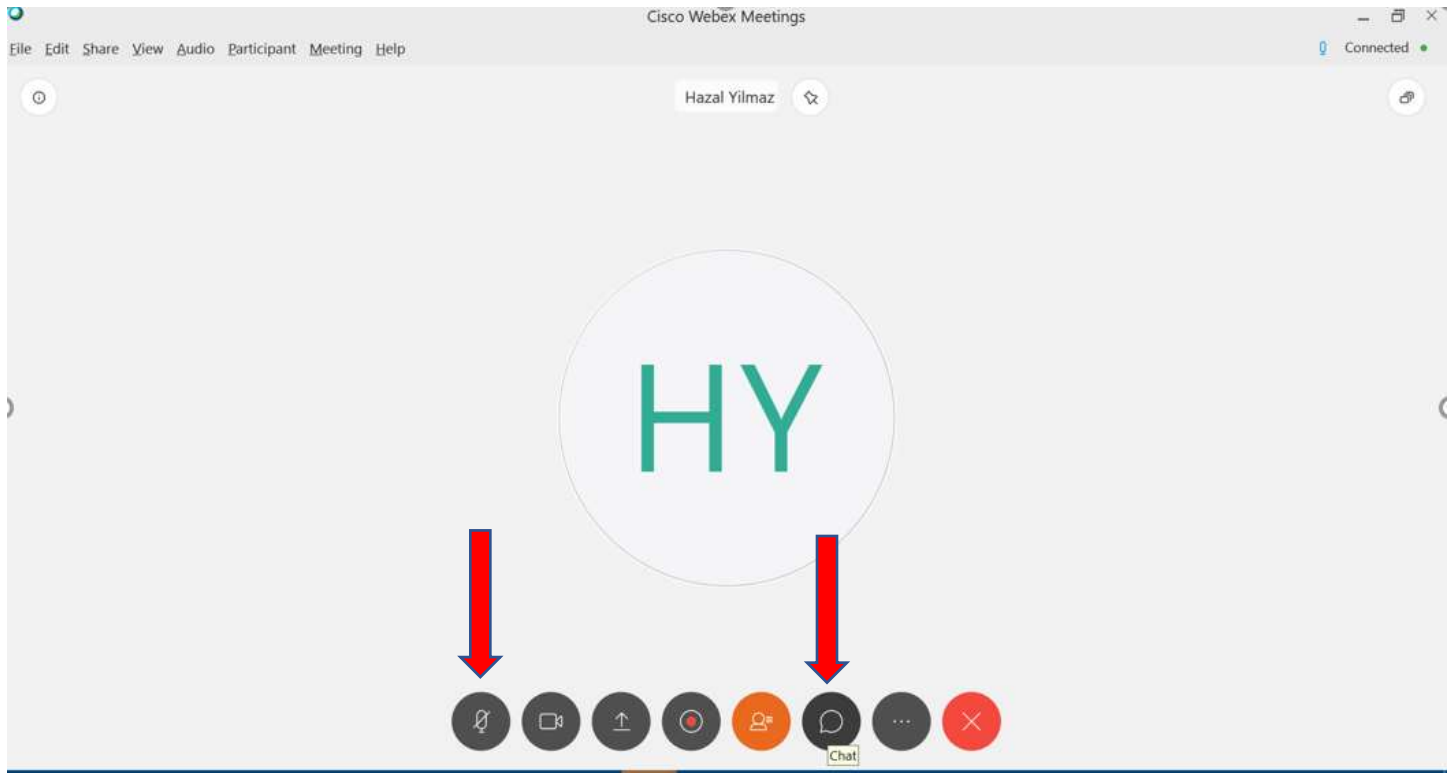 Cisco Webex Meetings
File Edit Share View Audio Participant Meeting Help
Connected
Hazal Yilmaz
HY
Chat